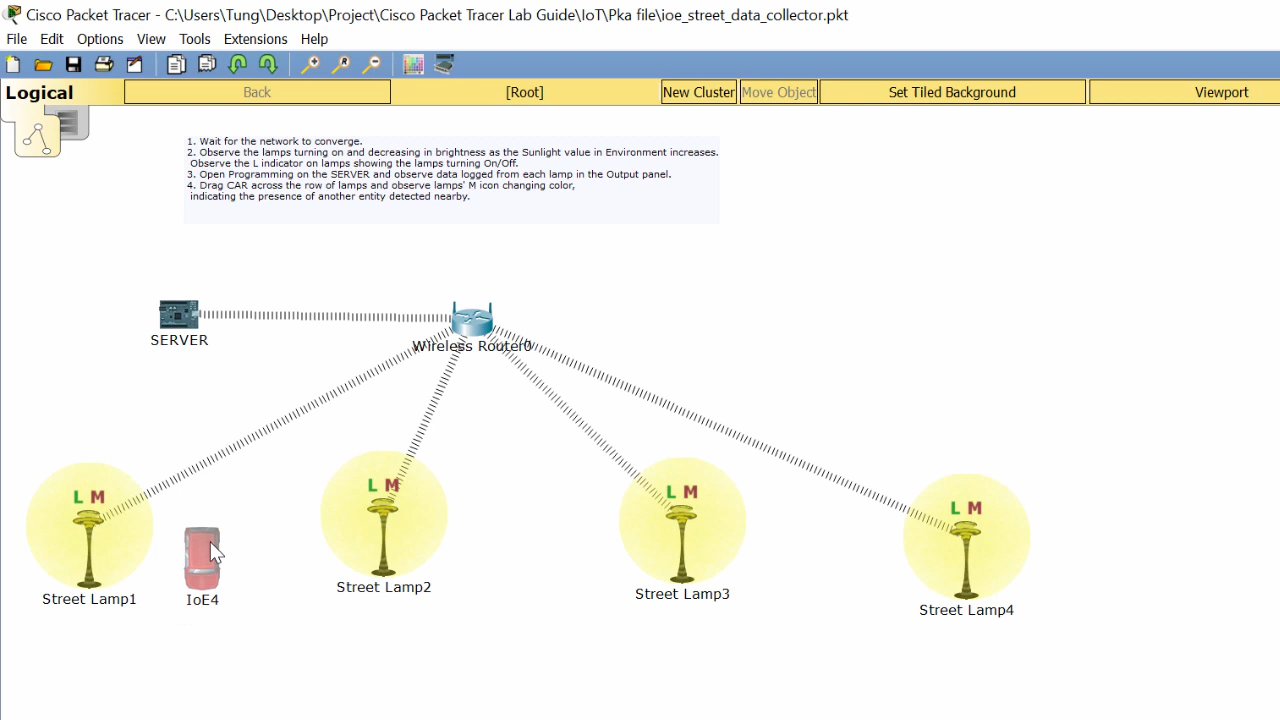 Cisco Packet Tracer - C:\Users\Tung\Desktop\Project\Cisco Packet Tracer Lab Guide\IoT\Pka file\ioe_street_data_collector.pkt
File Edit Options View Tools Extensions Help
Logical Back [Root] New Cluster Move Object Set Tiled Background Viewport
1. Wait for the network to converge.
2. Observe the lamps turning on and decreasing in brightness as the Sunlight value in Environment increases.
Observe the L indicator on lamps showing the lamps turning On/Off.
3. Open Programming on the SERVER and observe data logged from each lamp in the Output panel.
4. Drag CAR across the row of lamps and observe lamps' M icon changing color,
indicating the presence of another entity detected nearby.
SERVER
Wireless Router0
L M
L M
L M
L M
Street Lamp1
IoE4
Street Lamp2
Street Lamp3
Street Lamp4